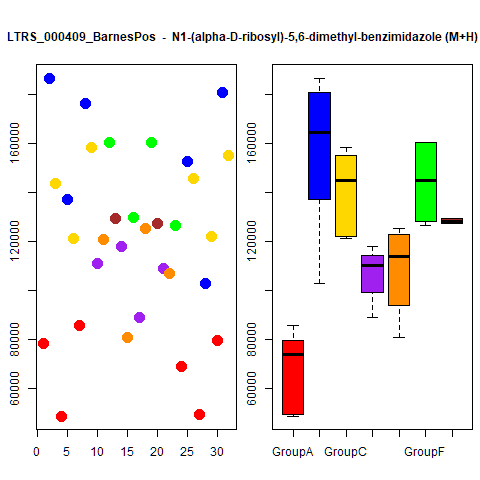 LTRS_000409_BarnesPos - N1-(alpha-D-ribosyl)-5,6-dimethyl-benzimidazole (M+H)
160000
120000
80000
60000
0 5 10 15 20 25 30
160000
120000
80000
60000
GroupA GroupC GroupF